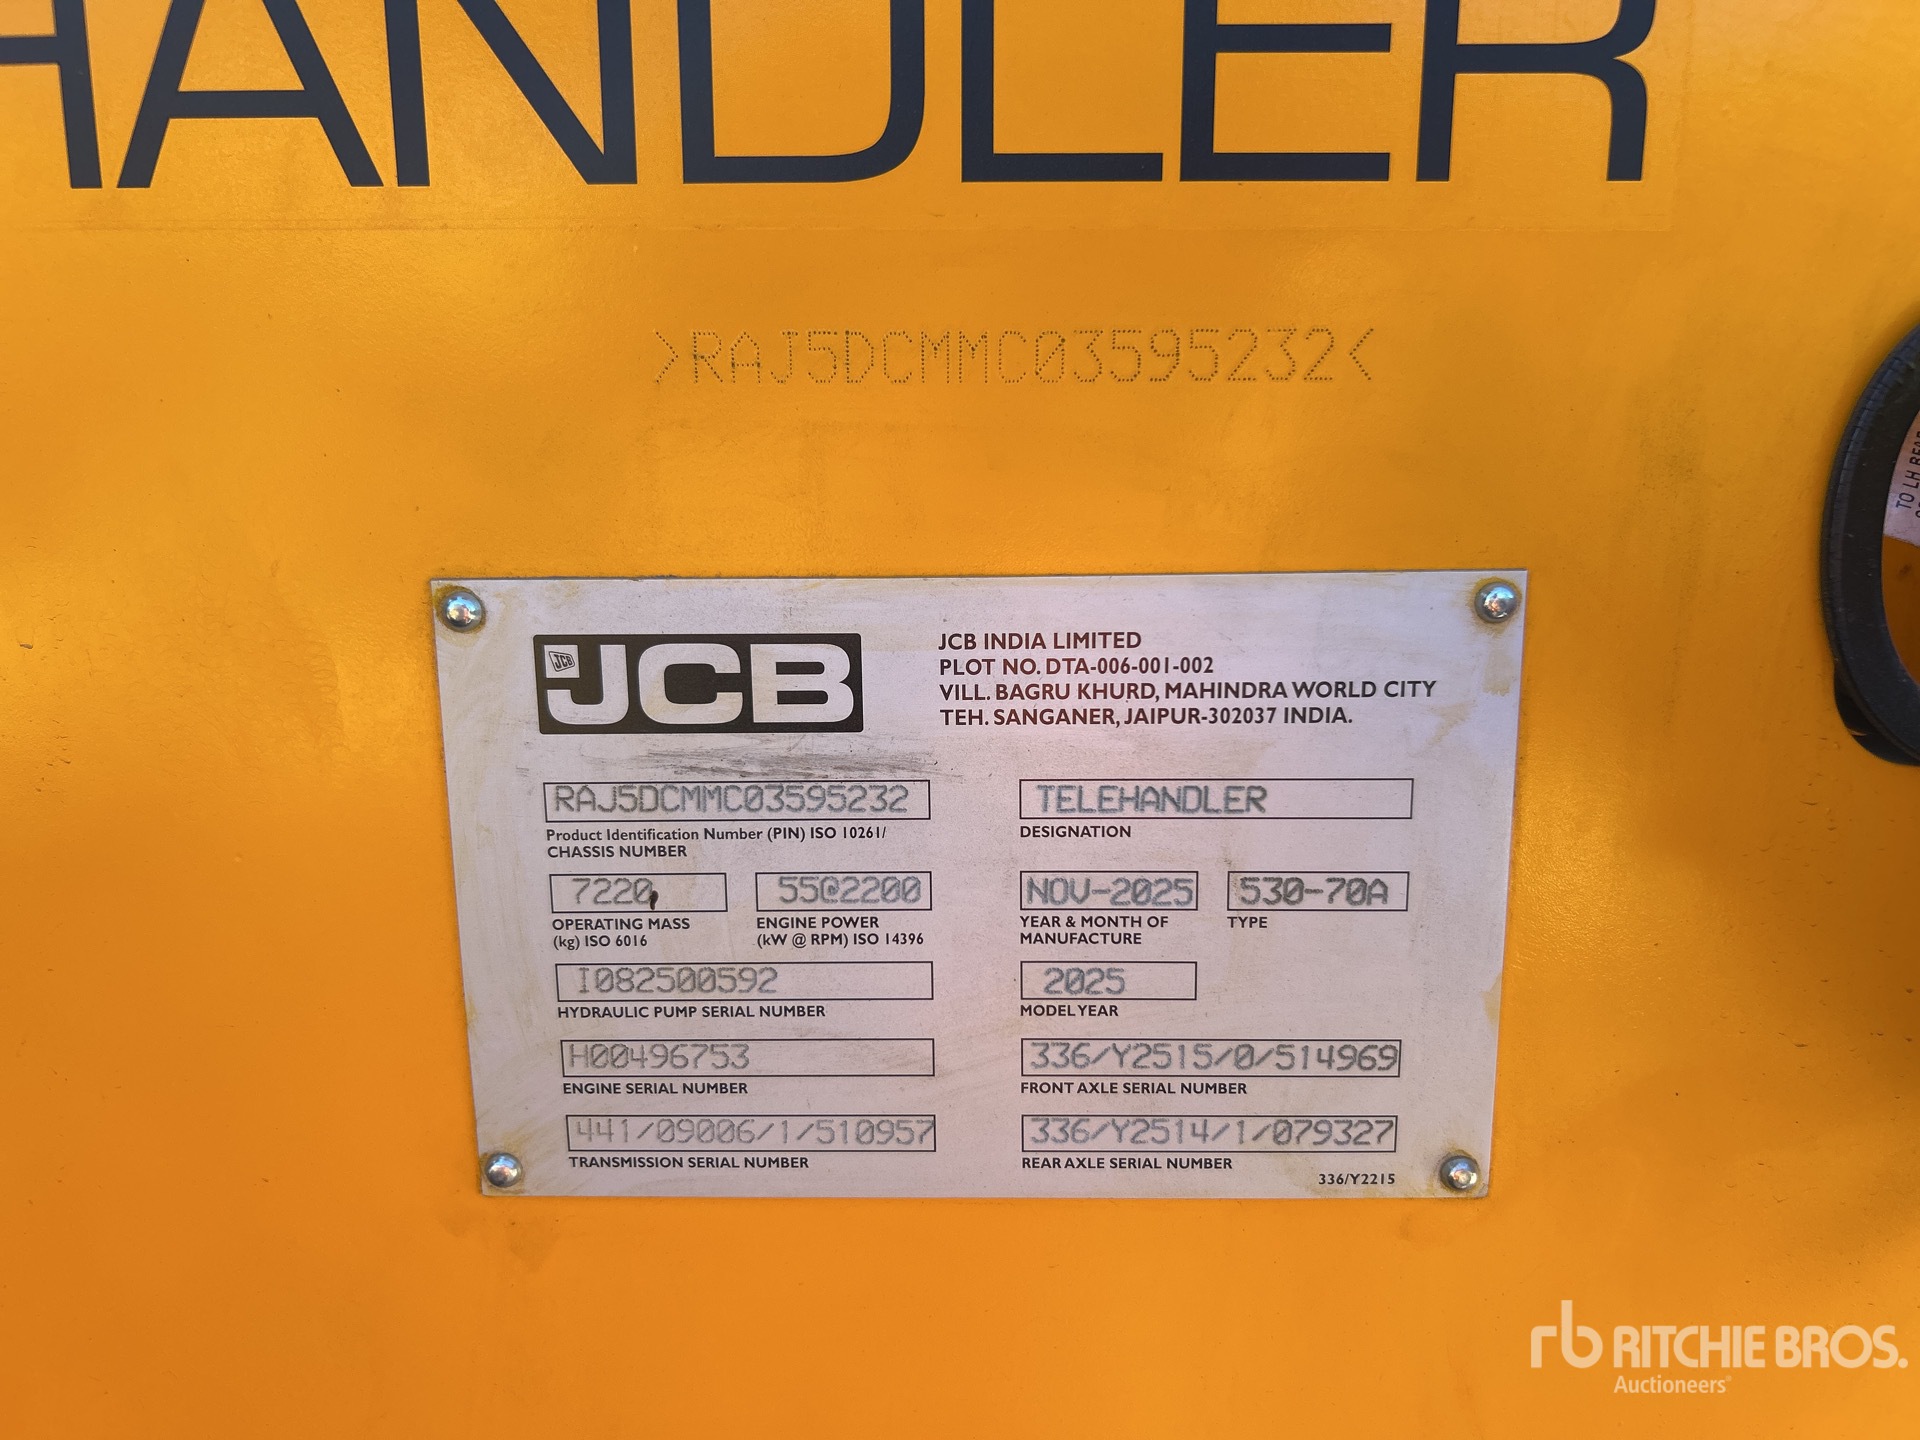 HANDLER
>RAJ5DCMMC03595232<
JCB
JCB
JCB INDIA LIMITED
PLOT NO. DTA-006-001-002
VILL. BAGRU KHURD, MAHINDRA WORLD CITY
TEH. SANGANER, JAIPUR-302037 INDIA.
RAJ5DCMMC03595232
Product Identification Number (PIN) ISO 10261/
CHASSIS NUMBER
TELEHANDLER
DESIGNATION
7220
OPERATING MASS
(kg) ISO 6016
55@2200
ENGINE POWER
(kW @ RPM) ISO 14396
NOV-2025
YEAR & MONTH OF
MANUFACTURE
530-70A
TYPE
I082500592
HYDRAULIC PUMP SERIAL NUMBER
2025
MODEL YEAR
H00496753
ENGINE SERIAL NUMBER
336/Y2515/0/514969
FRONT AXLE SERIAL NUMBER
441/09006/1/510957
TRANSMISSION SERIAL NUMBER
336/Y2514/1/079327
REAR AXLE SERIAL NUMBER
336/Y2215
TO LH REAR
rb RITCHIE BROS.
Auctioneers